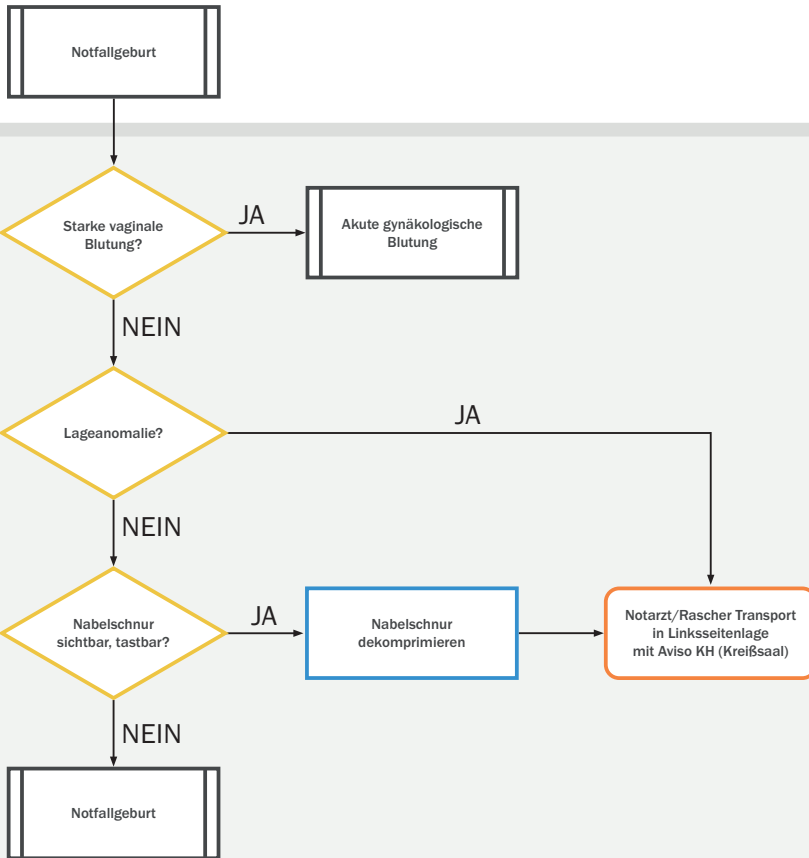 Notfallgeburt
Starke vaginale
Blutung?
JA
Akute gynäkologische
Blutung
NEIN
Lageanomalie?
JA
NEIN
Nabelschnur
sichtbar, tastbar?
JA
Nabelschnur
dekomprimieren
Notarzt/Rascher Transport
in Linksseitenlage
mit Aviso KH (Kreißsaal)
NEIN
Notfallgeburt